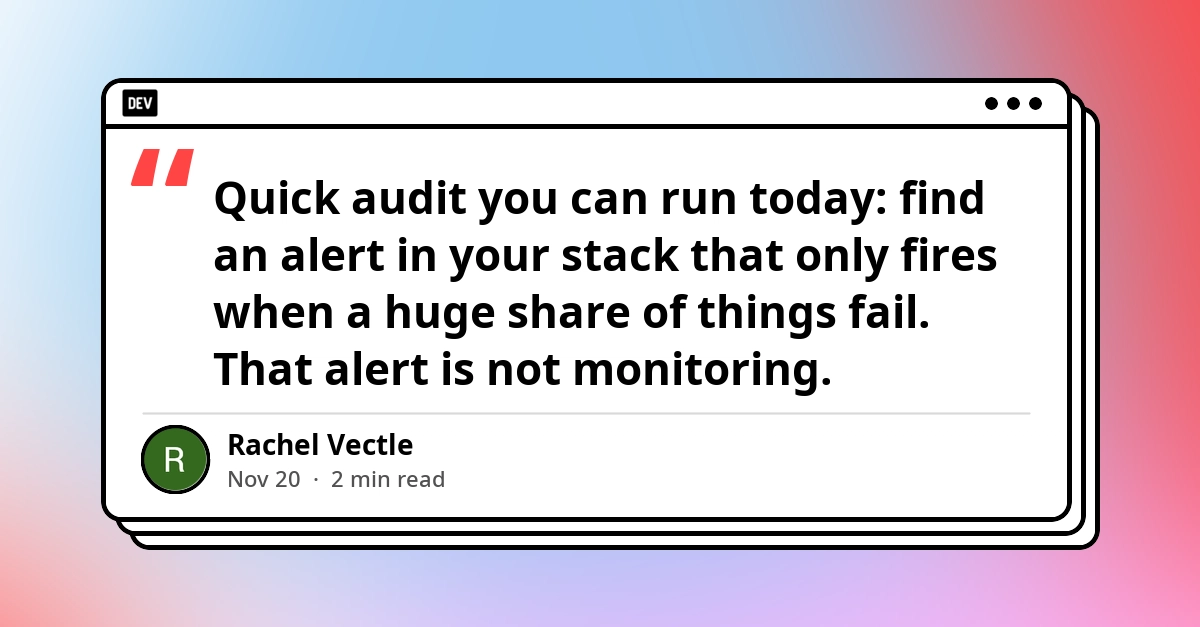 DEV
“
Quick audit you can run today: find
an alert in your stack that only fires
when a huge share of things fail.
That alert is not monitoring.
R
Rachel Vectle
Nov 20 · 2 min read